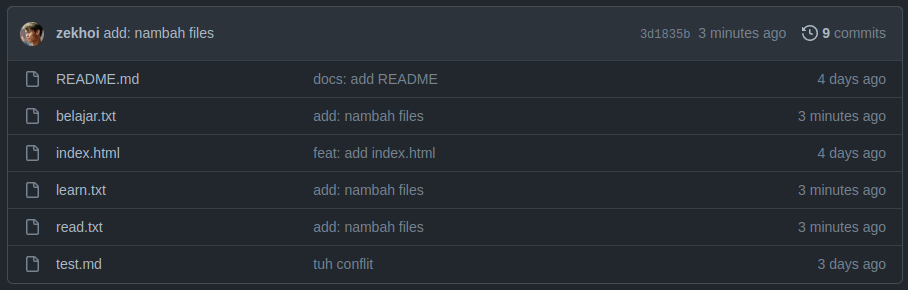 zekhoi add: nambah files 3d1835b 3 minutes ago 9 commits
README.md docs: add README 4 days ago
belajar.txt add: nambah files 3 minutes ago
index.html feat: add index.html 4 days ago
learn.txt add: nambah files 3 minutes ago
read.txt add: nambah files 3 minutes ago
test.md tuh conflit 3 days ago